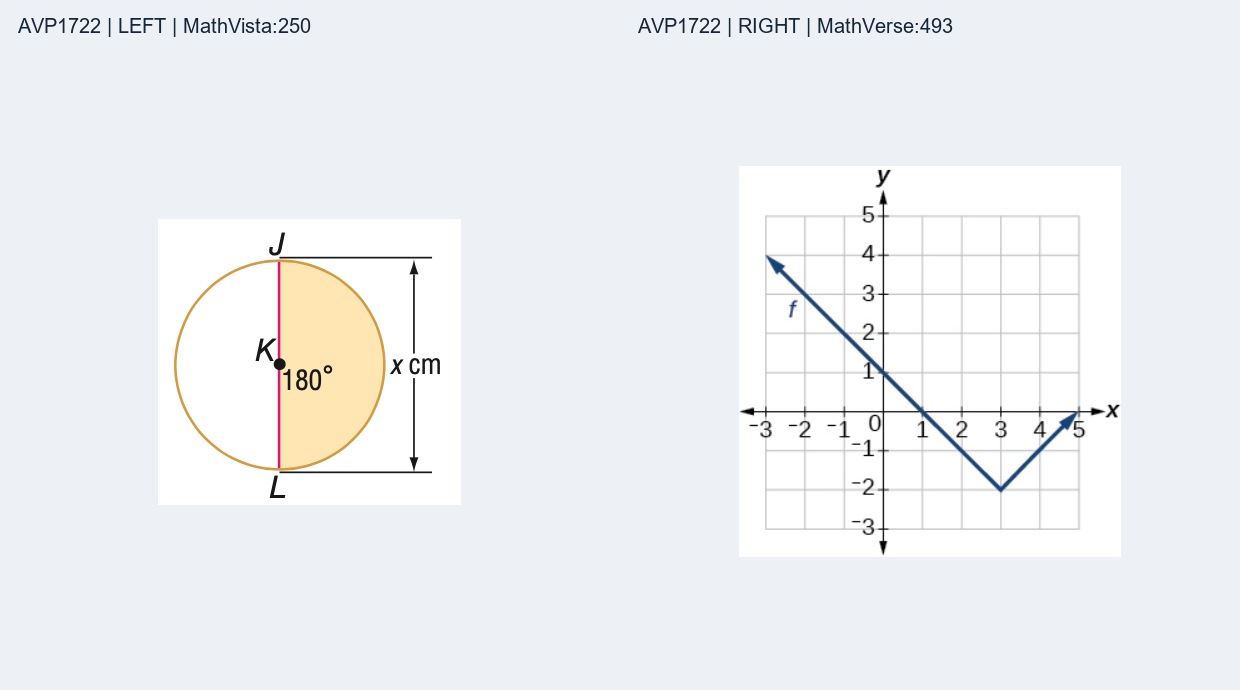 AVP1722 | LEFT | MathVista:250
AVP1722 | RIGHT | MathVerse:493
J
K
180°
x cm
L
y
5
4
3
f
2
1
x
-3 -2 -1 0 1 2 3 4 5
-1
-2
-3